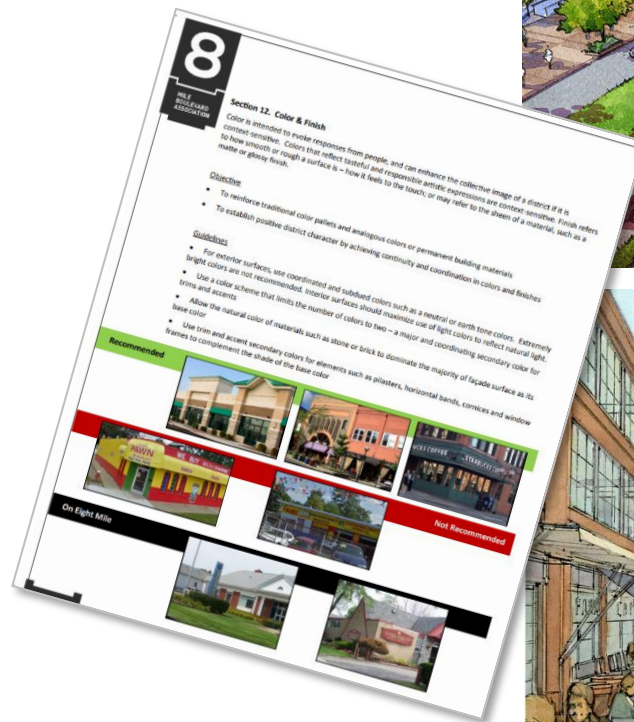 8
MILE
BOULEVARD
ASSOCIATION
Section 12. Color & Finish
Color is intended to evoke responses from people, and can enhance the collective image of a district if it is
context-sensitive. Colors that reflect tasteful and responsible artistic expressions are context-sensitive. Finish refers
to how smooth or rough a surface is – how it feels to the touch; or may refer to the sheen of a material, such as a
matte or glossy finish.
Objective
• To reinforce traditional color pallets and analogous colors or permanent building materials
• To establish positive district character by achieving continuity and coordination in colors and finishes
Guidelines
• For exterior surfaces, use coordinated and subdued colors such as a neutral or earth tone colors. Extremely
bright colors are not recommended. Interior surfaces should maximize use of light colors to reflect natural light.
• Use a color scheme that limits the number of colors to two – a major and coordinating secondary color for
trims and accents
• Allow the natural color of materials such as stone or brick to dominate the majority of façade surface as its
base color
• Use trim and accent secondary colors for elements such as pilasters, horizontal bands, cornices and window
frames to complement the shade of the base color
Recommended
STARBUCKS COFFEE
PAWN
WE BUY
Not Recommended
On Eight Mile